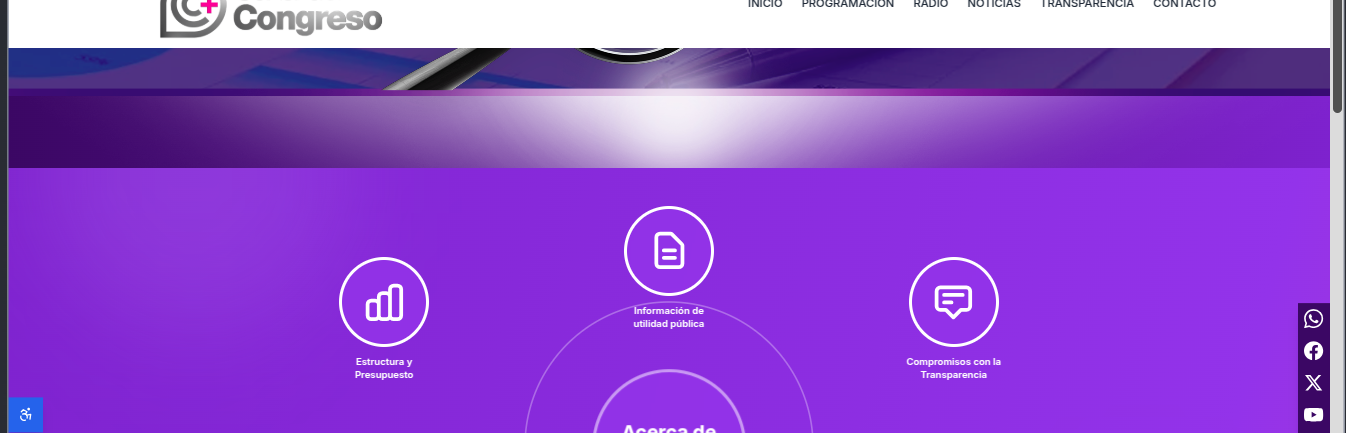 Congreso
INICIO PROGRAMACIÓN RADIO NOTICIAS TRANSPARENCIA CONTACTO
Información de
utilidad pública
Estructura y
Presupuesto
Compromisos con la
Transparencia
Acerca de